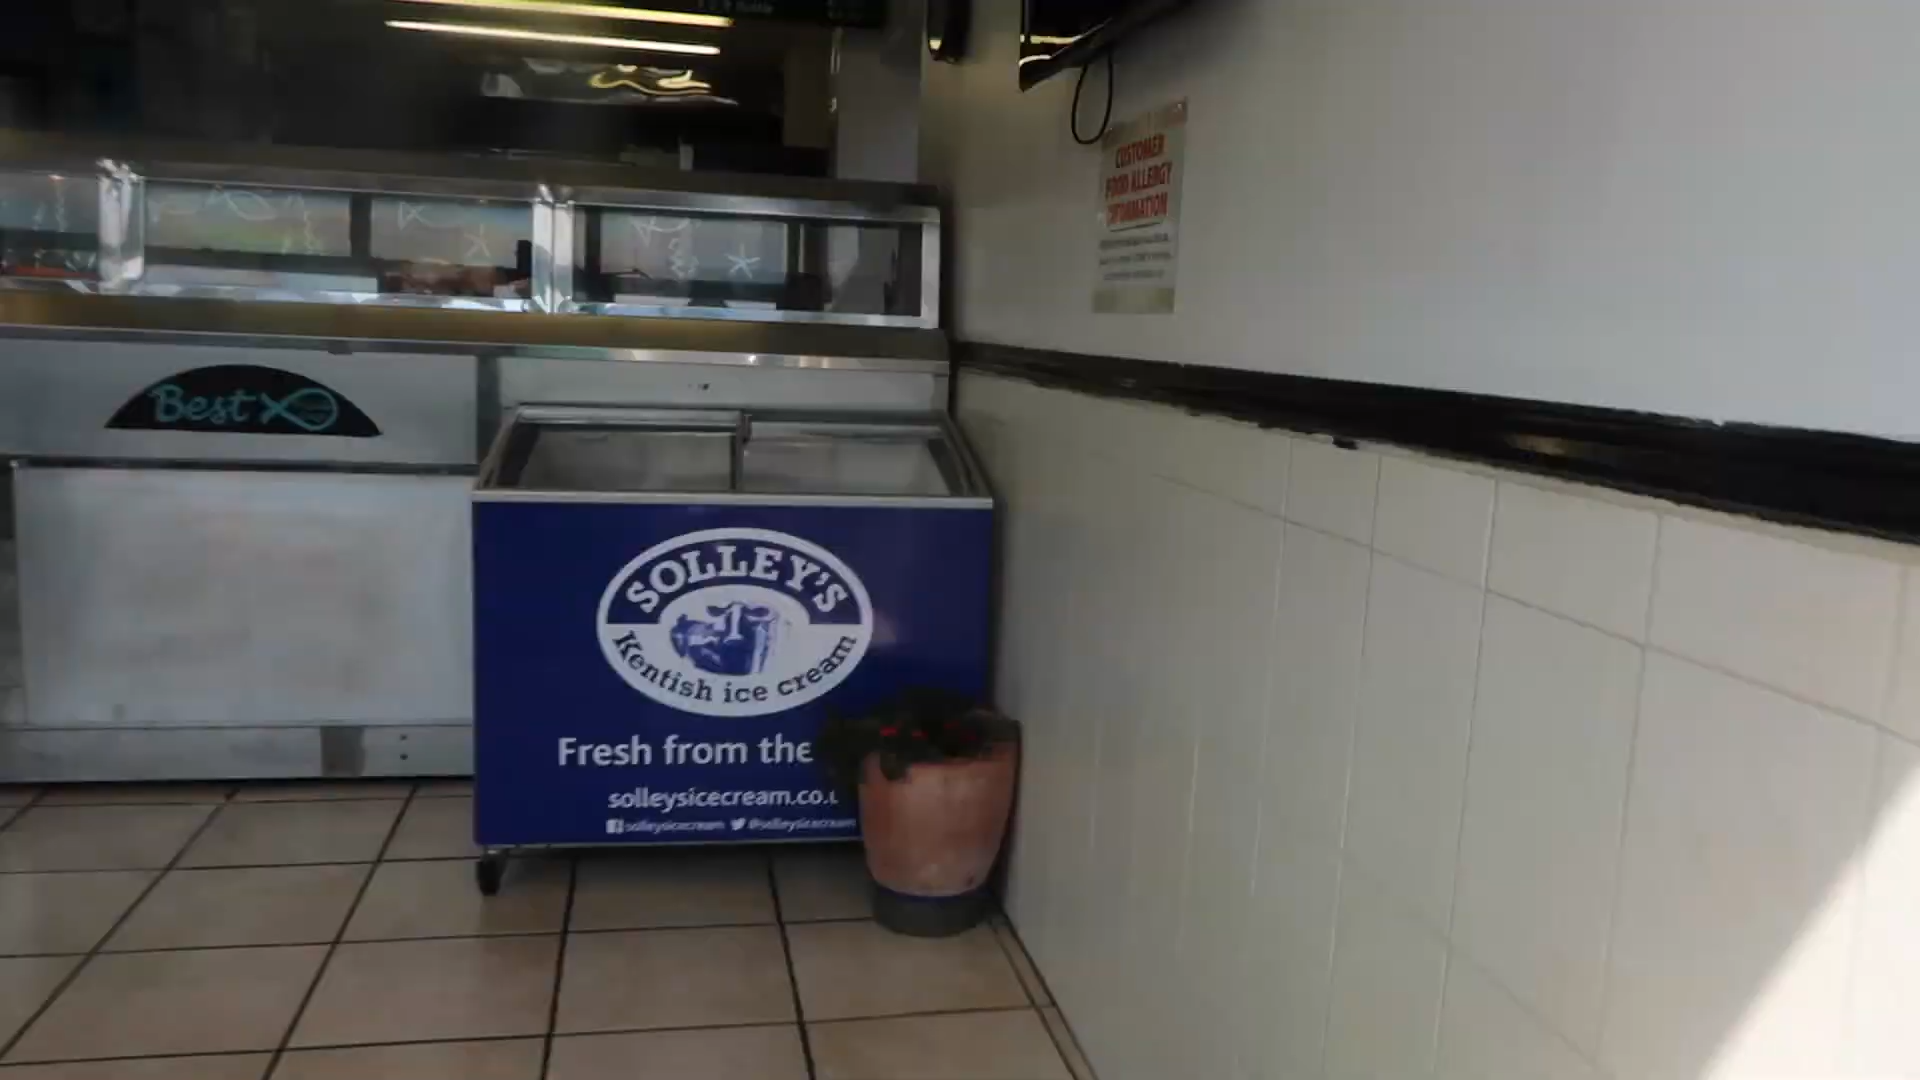 CUSTOMER
FOOD ALLERGY
INFORMATION
Best
SOLLEY'S
Kentish ice cream
Fresh from the
solleysicecream.co.u
solleysicecream @solleysicecream